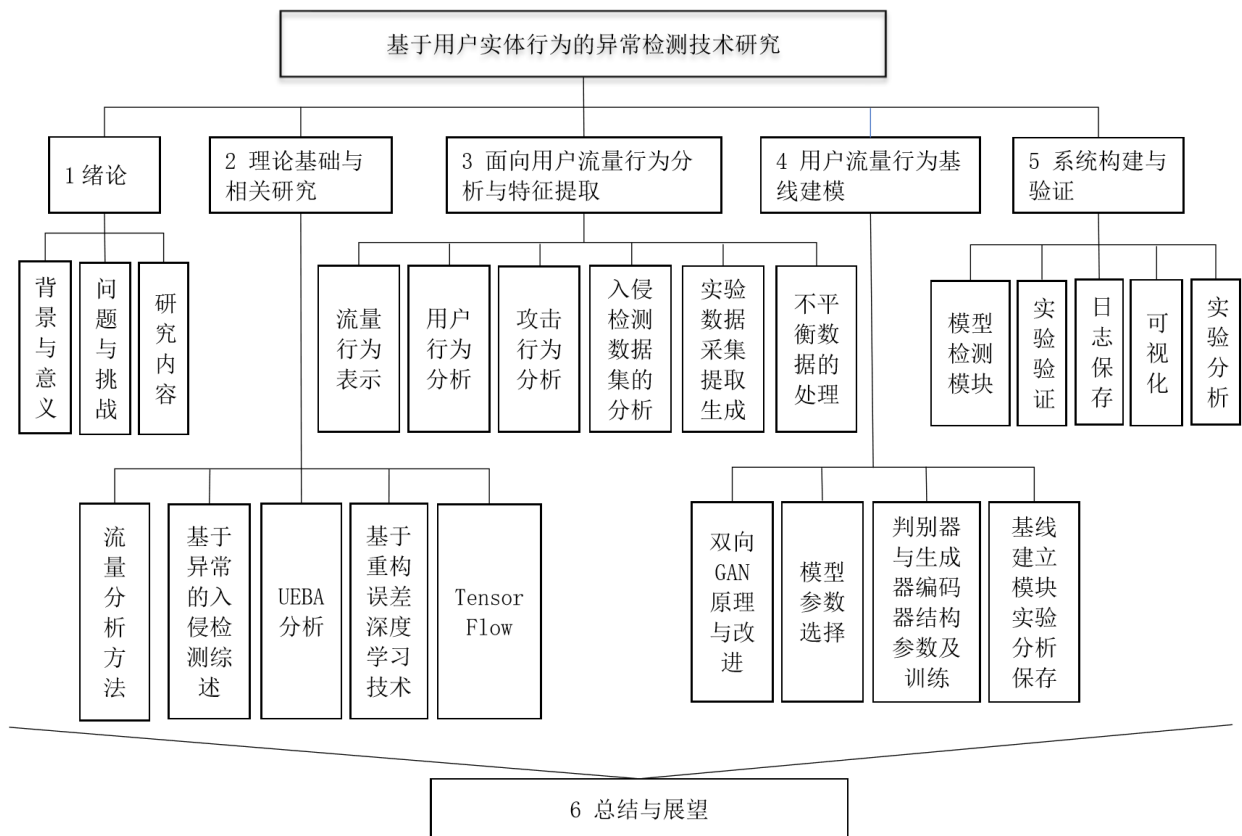 基于用户实体行为的异常检测技术研究
1绪论
2 理论基础与
相关研究
3 面向用户流量行为分
析与特征提取
4 用户流量行为基
线建模
5 系统构建与
验证
背景与意义
问题与挑战
研究内容
流量
行为
表示
用户
行为
分析
攻击
行为
分析
入侵
检测
数据
集的
分析
实验
数据
采集
提取
生成
不平
衡数
据的
处理
模型
检测
模块
实验验证
日志保存
可视化
实验分析
流量分析方法
基于
异常
的入
侵检
测综
述
UEBA
分析
基于
重构
误差
深度
学习
技术
Tensor
Flow
双向
GAN
原理
与改
进
模型
参数
选择
判别器
与生成
器编码
器结构
参数及
训练
基线
建立
模块
实验
分析
保存
6 总结与展望